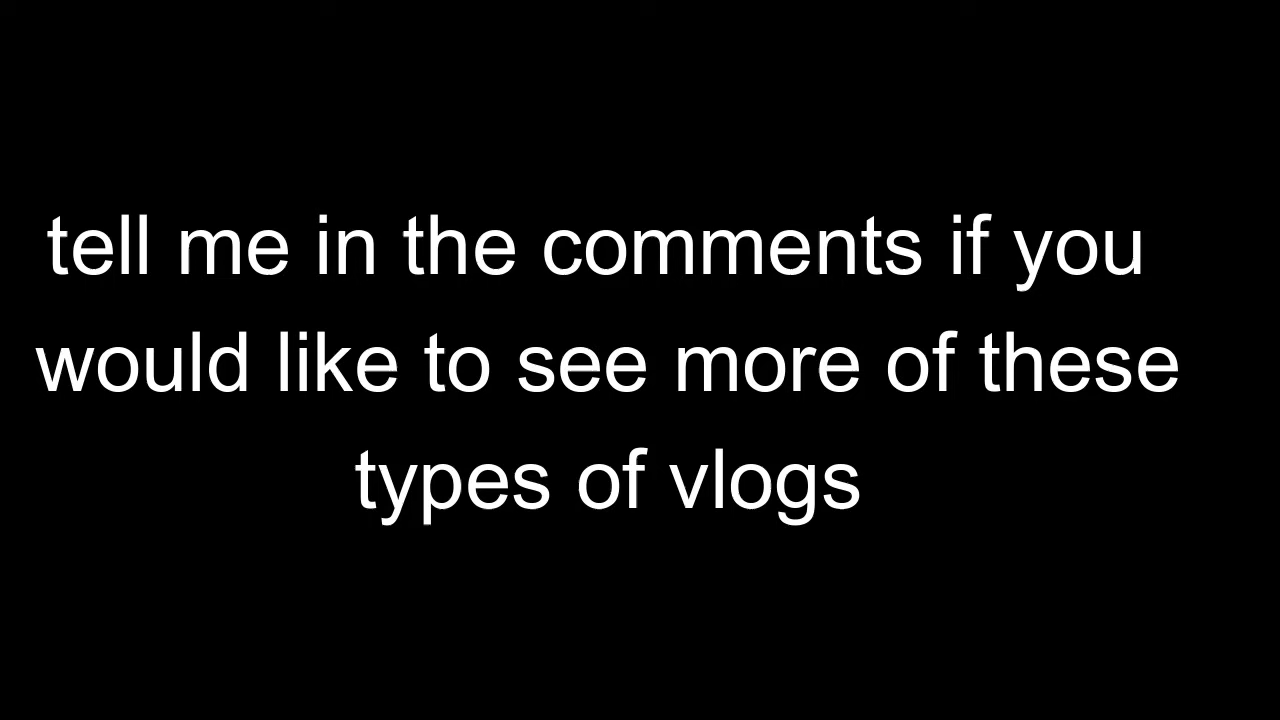 tell me in the comments if you
would like to see more of these
types of vlogs